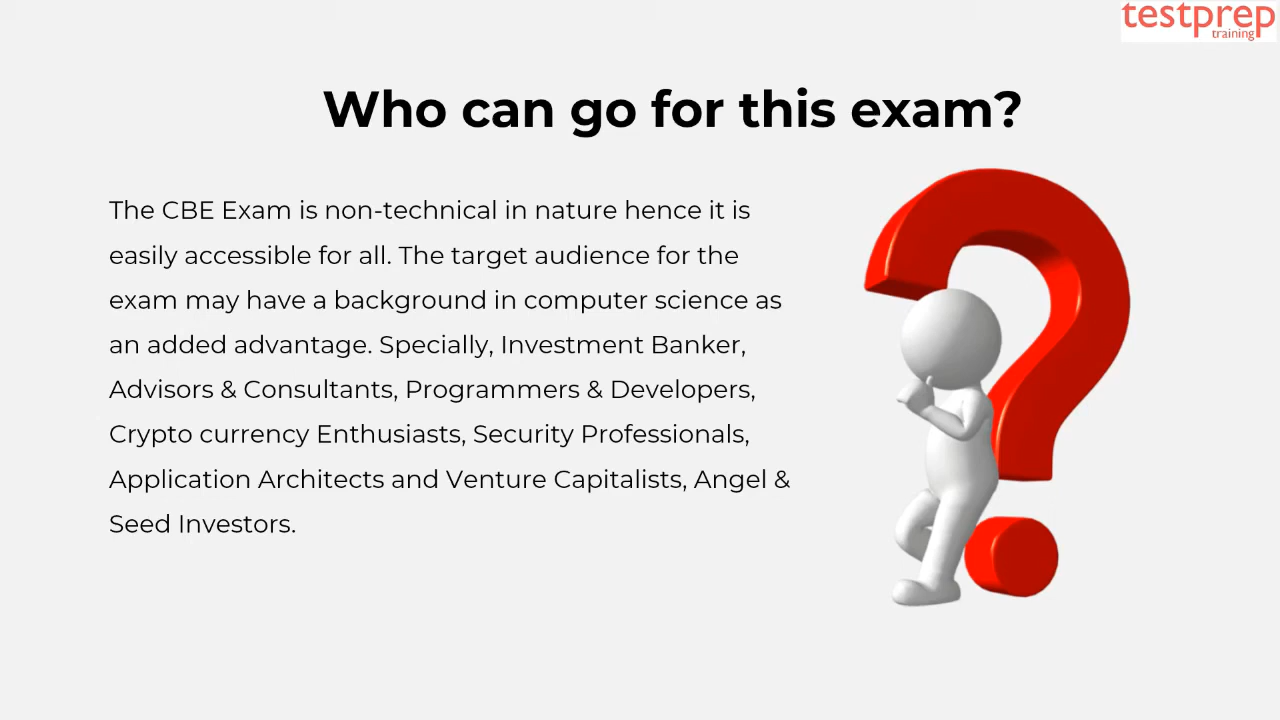 testprep
training
Who can go for this exam?
The CBE Exam is non-technical in nature hence it is
easily accessible for all. The target audience for the
exam may have a background in computer science as
an added advantage. Specially, Investment Banker,
Advisors & Consultants, Programmers & Developers,
Crypto currency Enthusiasts, Security Professionals,
Application Architects and Venture Capitalists, Angel &
Seed Investors.